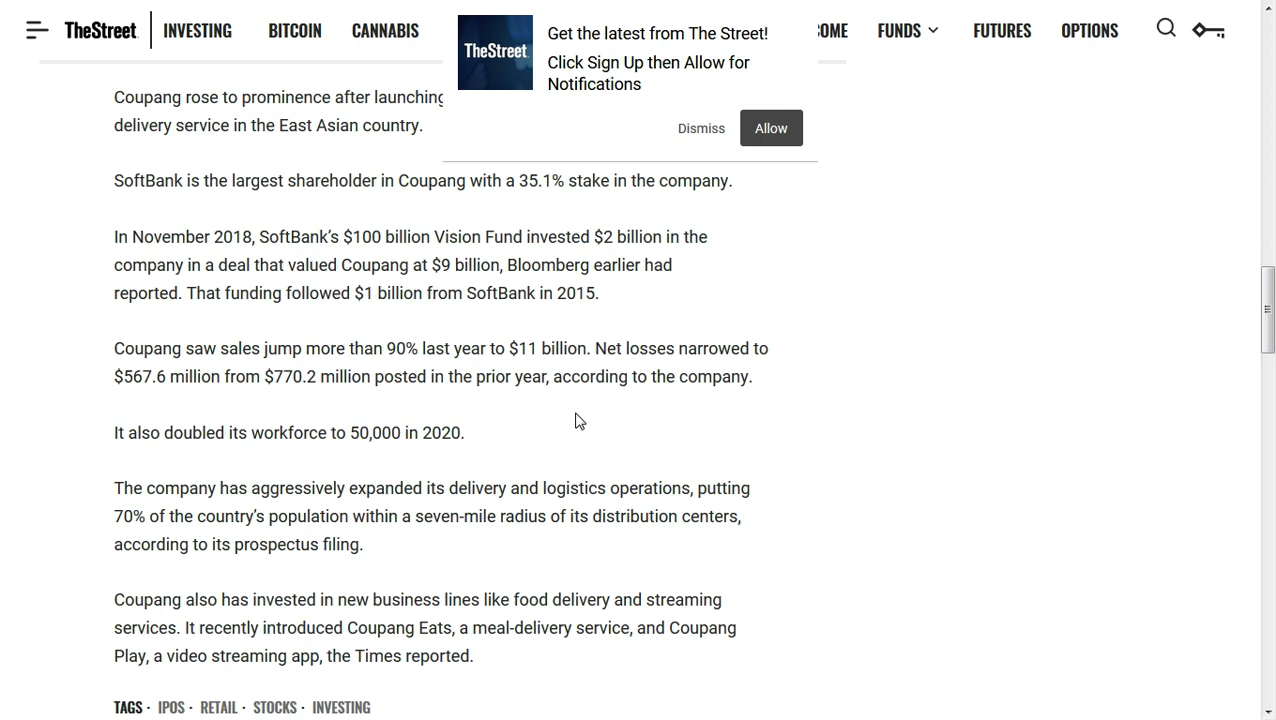 TheStreet INVESTING BITCOIN CANNABIS OME FUNDS FUTURES OPTIONS
TheStreet
Get the latest from The Street!
Click Sign Up then Allow for
Notifications
Dismiss Allow
Coupang rose to prominence after launching
delivery service in the East Asian country.
SoftBank is the largest shareholder in Coupang with a 35.1% stake in the company.
In November 2018, SoftBank’s $100 billion Vision Fund invested $2 billion in the
company in a deal that valued Coupang at $9 billion, Bloomberg earlier had
reported. That funding followed $1 billion from SoftBank in 2015.
Coupang saw sales jump more than 90% last year to $11 billion. Net losses narrowed to
$567.6 million from $770.2 million posted in the prior year, according to the company.
It also doubled its workforce to 50,000 in 2020.
The company has aggressively expanded its delivery and logistics operations, putting
70% of the country’s population within a seven-mile radius of its distribution centers,
according to its prospectus filing.
Coupang also has invested in new business lines like food delivery and streaming
services. It recently introduced Coupang Eats, a meal-delivery service, and Coupang
Play, a video streaming app, the Times reported.
TAGS · IPOS · RETAIL · STOCKS · INVESTING